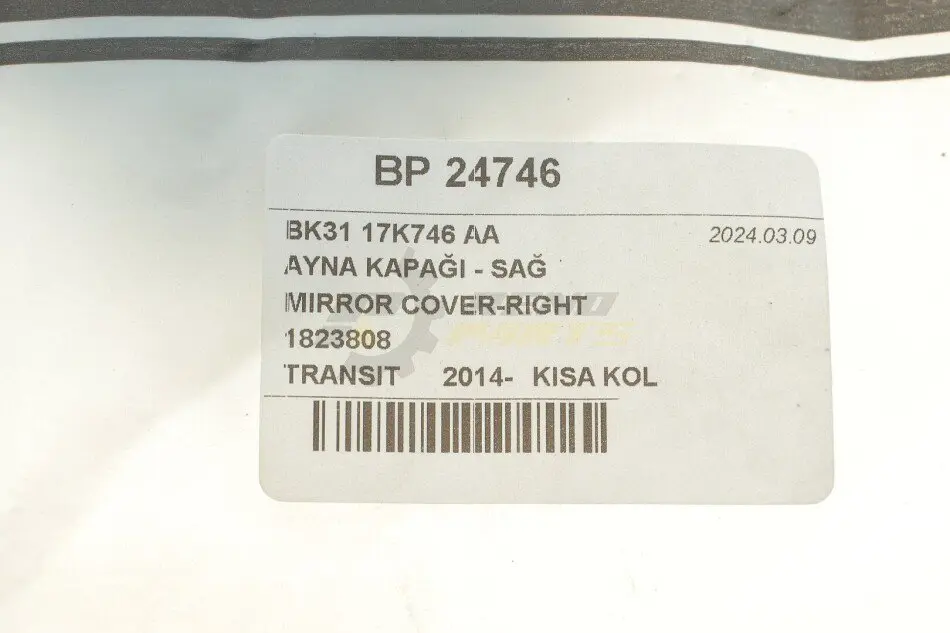 BP 24746
BK31 17K746 AA 2024.03.09
AYNA KAPAĞI - SAĞ
MIRROR COVER-RIGHT
1823808
TRANSIT 2014- KISA KOL
PARTS